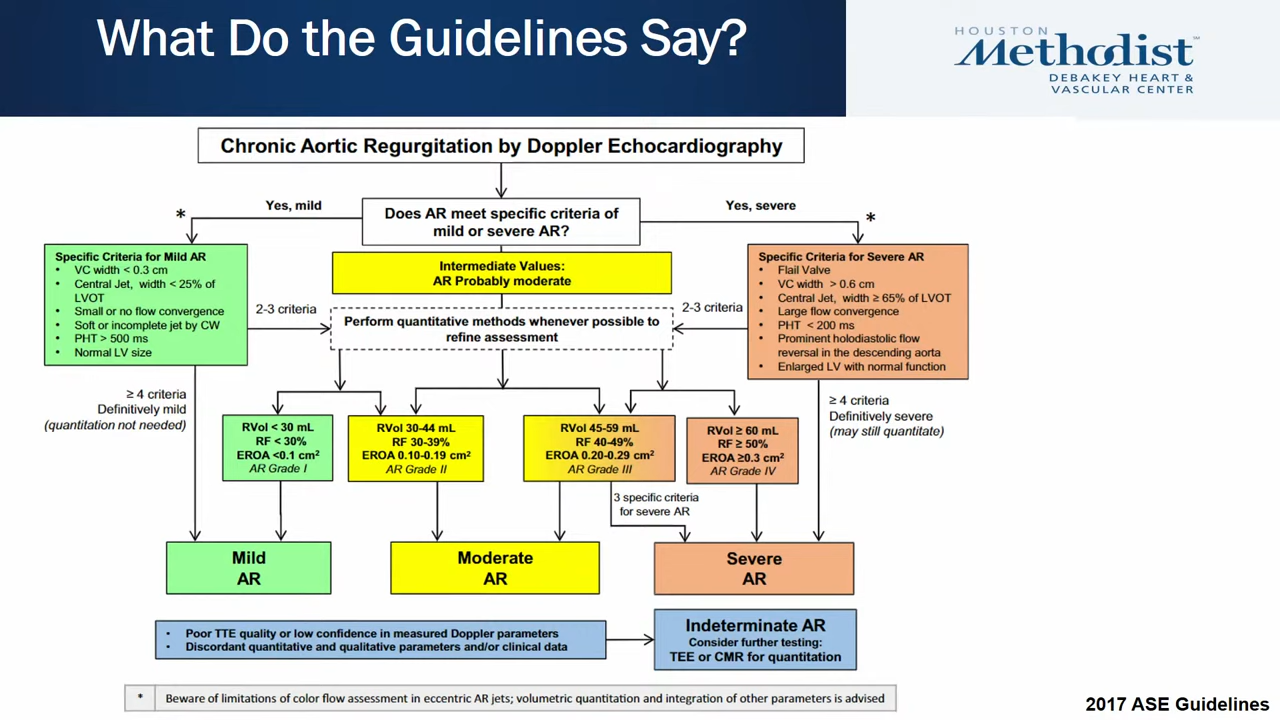 What Do the Guidelines Say?
HOUSTON
Methodist™
DEBAKEY HEART &
VASCULAR CENTER
Chronic Aortic Regurgitation by Doppler Echocardiography
Does AR meet specific criteria of
mild or severe AR?
Yes, mild
Yes, severe
*
*
Specific Criteria for Mild AR
• VC width < 0.3 cm
• Central Jet, width < 25% of
LVOT
• Small or no flow convergence
• Soft or incomplete jet by CW
• PHT > 500 ms
• Normal LV size
Intermediate Values:
AR Probably moderate
Specific Criteria for Severe AR
• Flail Valve
• VC width > 0.6 cm
• Central Jet, width ≥ 65% of LVOT
• Large flow convergence
• PHT < 200 ms
• Prominent holodiastolic flow
reversal in the descending aorta
• Enlarged LV with normal function
2-3 criteria
Perform quantitative methods whenever possible to
refine assessment
2-3 criteria
≥ 4 criteria
Definitively mild
(quantitation not needed)
≥ 4 criteria
Definitively severe
(may still quantitate)
RVol < 30 mL
RF < 30%
EROA <0.1 cm²
AR Grade I
RVol 30-44 mL
RF 30-39%
EROA 0.10-0.19 cm²
AR Grade II
RVol 45-59 mL
RF 40-49%
EROA 0.20-0.29 cm²
AR Grade III
RVol ≥ 60 mL
RF ≥ 50%
EROA ≥0.3 cm²
AR Grade IV
3 specific criteria
for severe AR
Mild
AR
Moderate
AR
Severe
AR
• Poor TTE quality or low confidence in measured Doppler parameters
• Discordant quantitative and qualitative parameters and/or clinical data
Indeterminate AR
Consider further testing:
TEE or CMR for quantitation
* Beware of limitations of color flow assessment in eccentric AR jets; volumetric quantitation and integration of other parameters is advised
2017 ASE Guidelines